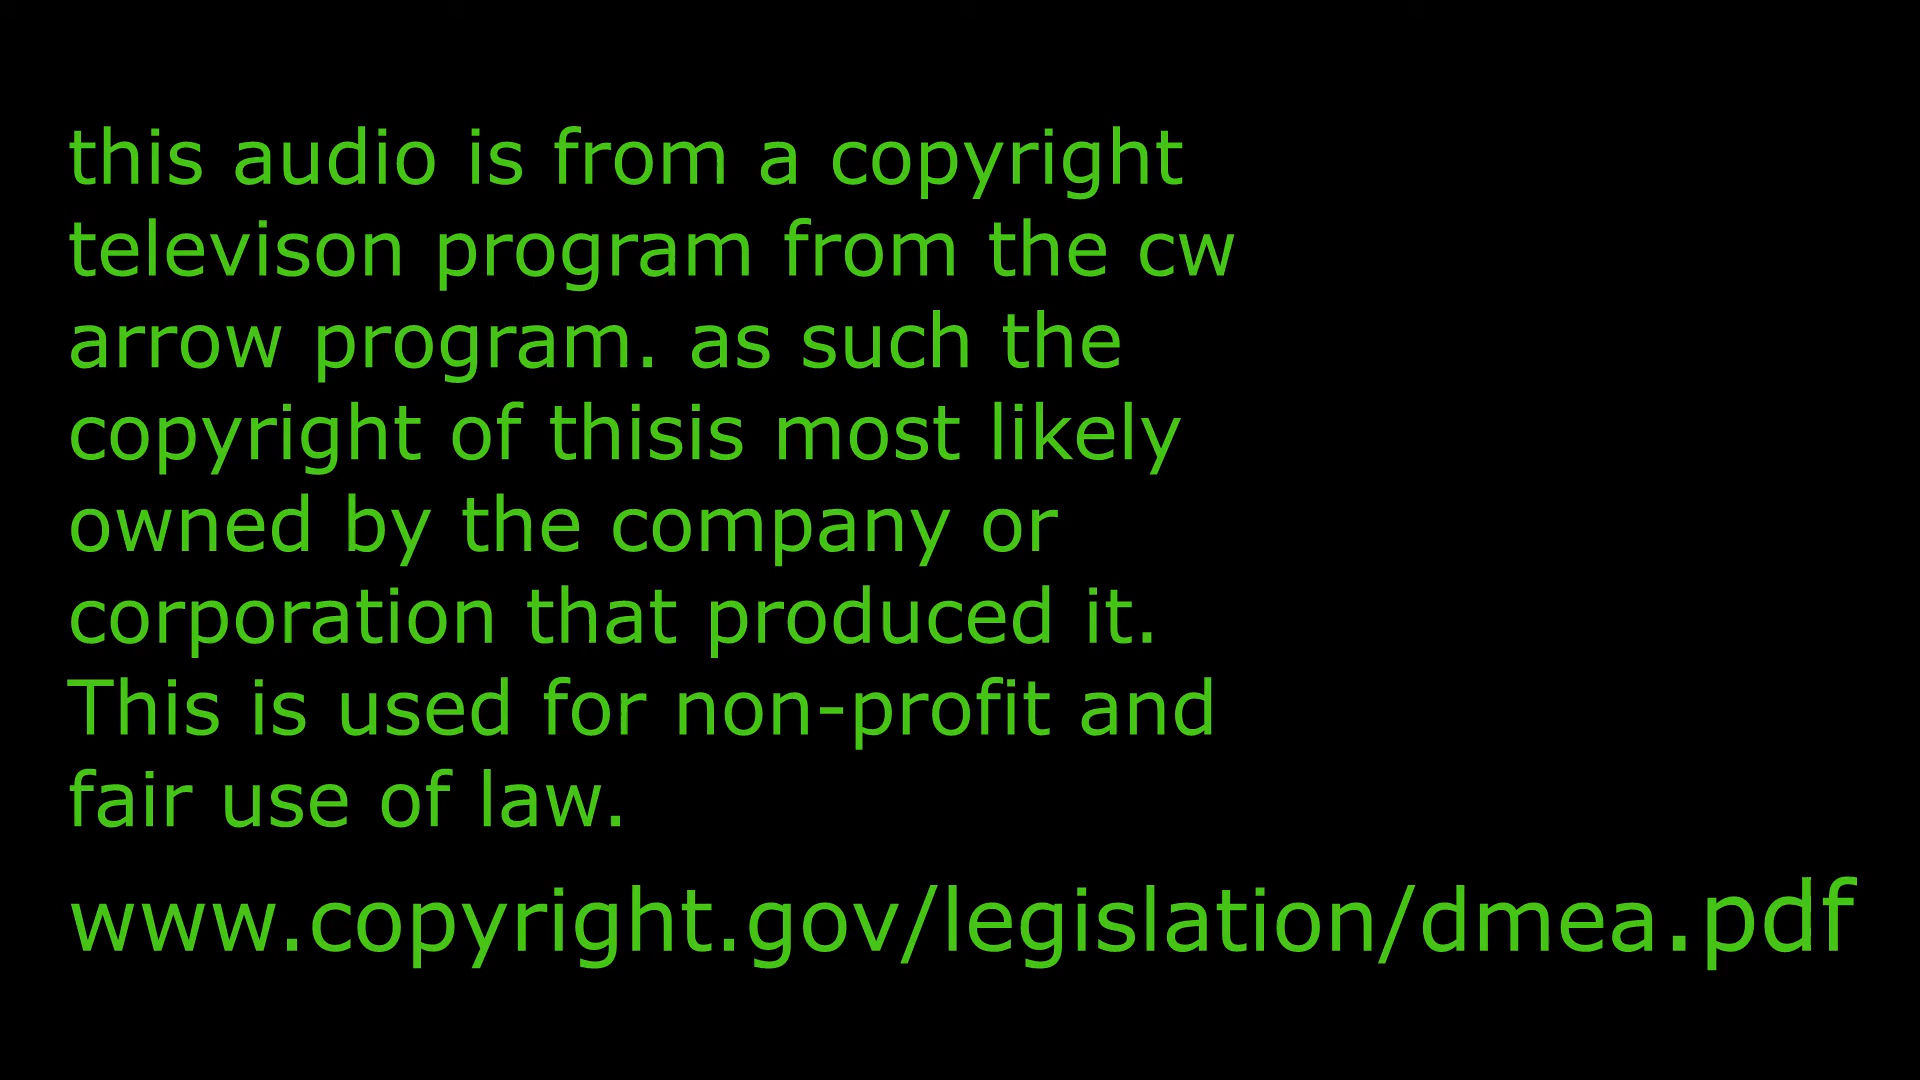 this audio is from a copyright
televison program from the cw
arrow program. as such the
copyright of thisis most likely
owned by the company or
corporation that produced it.
This is used for non-profit and
fair use of law.
www.copyright.gov/legislation/dmea.pdf